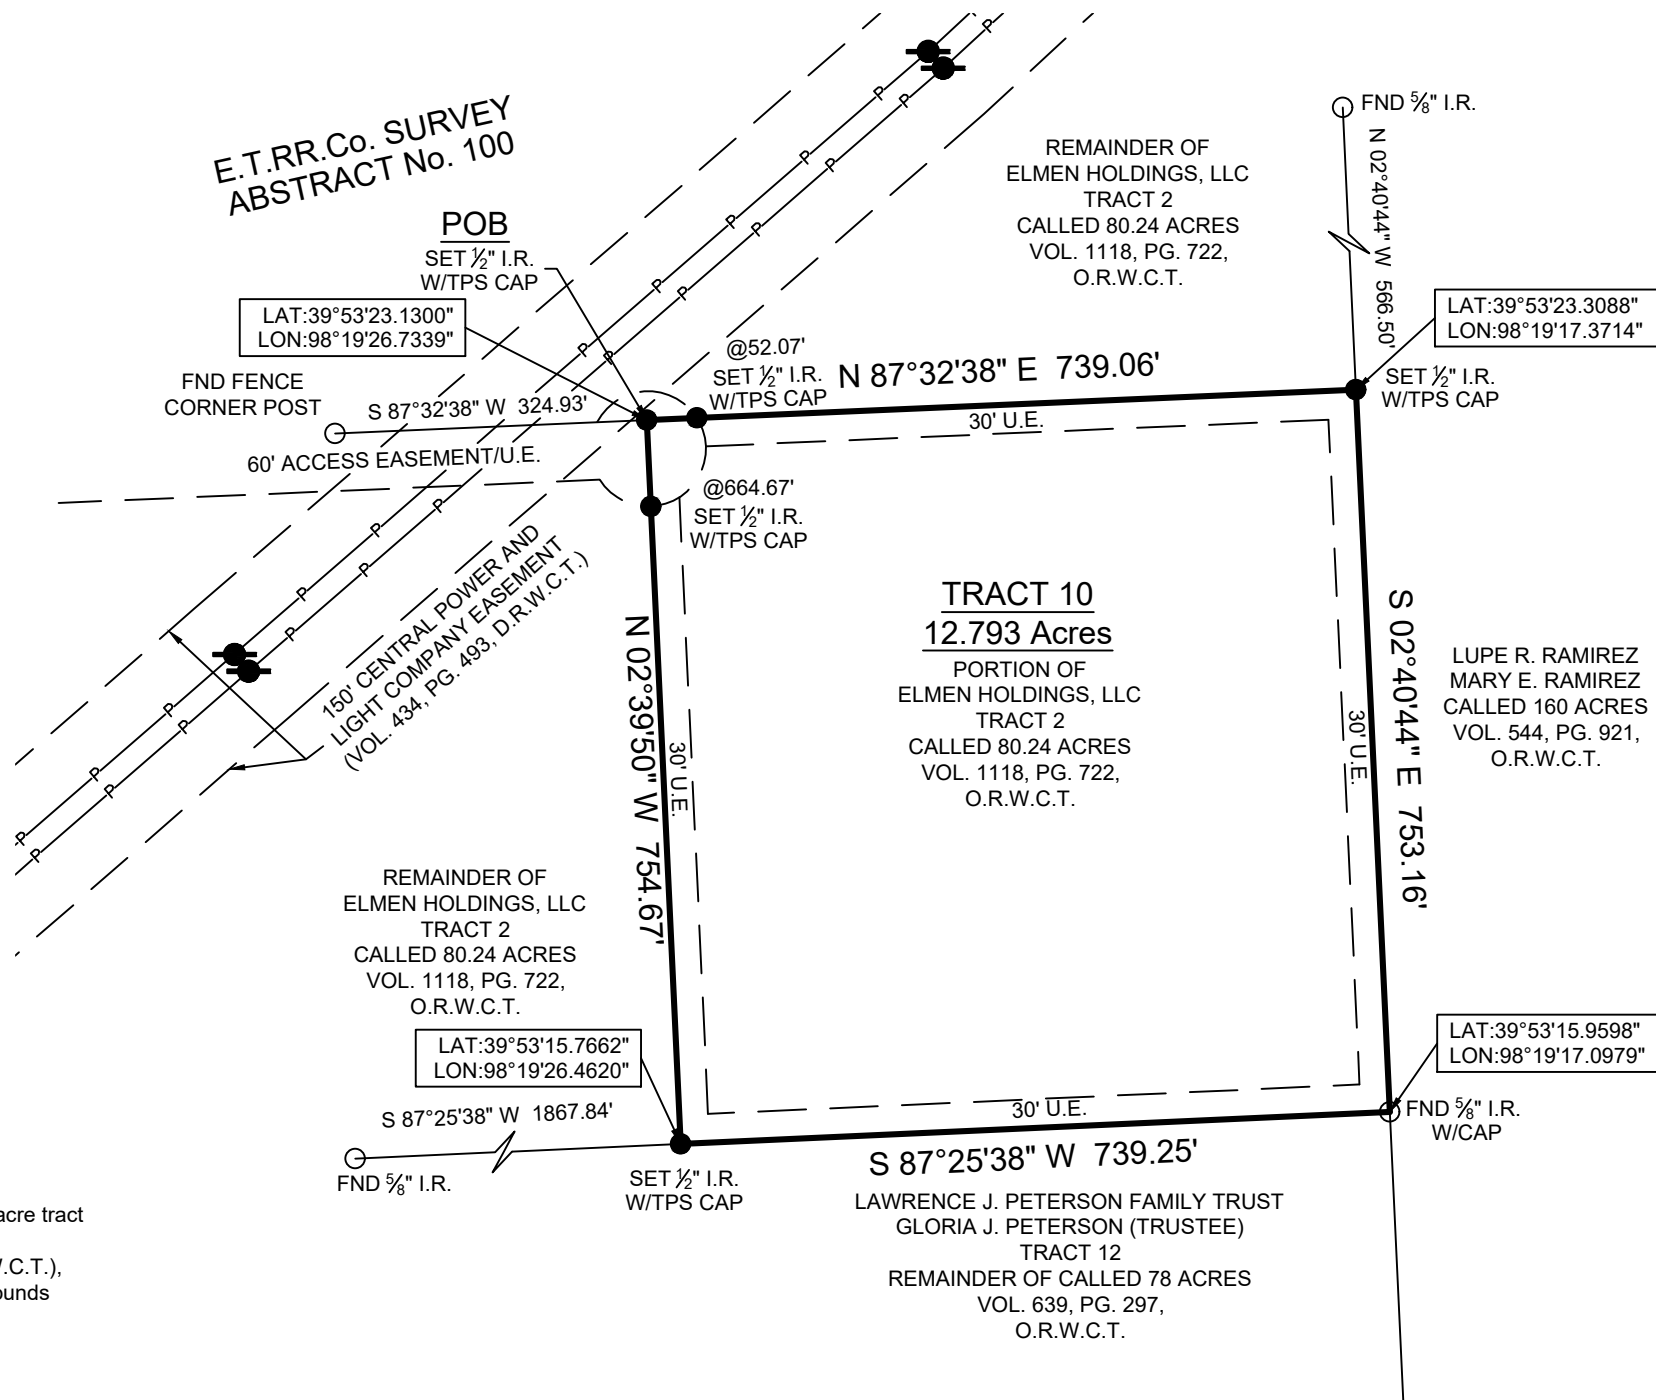 E.T.RR.Co. SURVEY
ABSTRACT No. 100
POB
SET ½" I.R.
W/TPS CAP
LAT:39°53'23.1300"
LON:98°19'26.7339"
FND FENCE
CORNER POST
S 87°32'38" W 324.93'
60' ACCESS EASEMENT/U.E.
@52.07'
SET ½" I.R.
W/TPS CAP
N 87°32'38" E 739.06'
30' U.E.
REMAINDER OF
ELMEN HOLDINGS, LLC
TRACT 2
CALLED 80.24 ACRES
VOL. 1118, PG. 722,
O.R.W.C.T.
FND ⅝" I.R.
N 02°40'44" W 566.50'
LAT:39°53'23.3088"
LON:98°19'17.3714"
SET ½" I.R.
W/TPS CAP
@664.67'
SET ½" I.R.
W/TPS CAP
150' CENTRAL POWER AND
LIGHT COMPANY EASEMENT
(VOL. 434, PG. 493, D.R.W.C.T.)
N 02°39'50" W 754.67'
30' U.E.
TRACT 10
12.793 Acres
PORTION OF
ELMEN HOLDINGS, LLC
TRACT 2
CALLED 80.24 ACRES
VOL. 1118, PG. 722,
O.R.W.C.T.
30' U.E.
S 02°40'44" E 753.16'
LUPE R. RAMIREZ
MARY E. RAMIREZ
CALLED 160 ACRES
VOL. 544, PG. 921,
O.R.W.C.T.
REMAINDER OF
ELMEN HOLDINGS, LLC
TRACT 2
CALLED 80.24 ACRES
VOL. 1118, PG. 722,
O.R.W.C.T.
LAT:39°53'15.7662"
LON:98°19'26.4620"
S 87°25'38" W 1867.84'
FND ⅝" I.R.
SET ½" I.R.
W/TPS CAP
30' U.E.
S 87°25'38" W 739.25'
LAT:39°53'15.9598"
LON:98°19'17.0979"
FND ⅝" I.R.
W/CAP
LAWRENCE J. PETERSON FAMILY TRUST
GLORIA J. PETERSON (TRUSTEE)
TRACT 12
REMAINDER OF CALLED 78 ACRES
VOL. 639, PG. 297,
O.R.W.C.T.
acre tract
.C.T.),
ounds
P P P P P P P P P P P P P P P P P P P P P P P P P